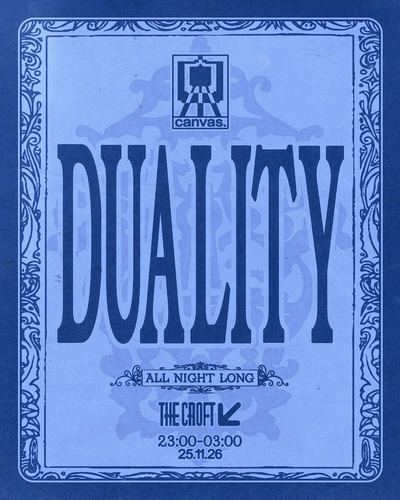 canvas.
DUALITY
ALL NIGHT LONG
THE CROFT
23:00-03:00
25.11.26